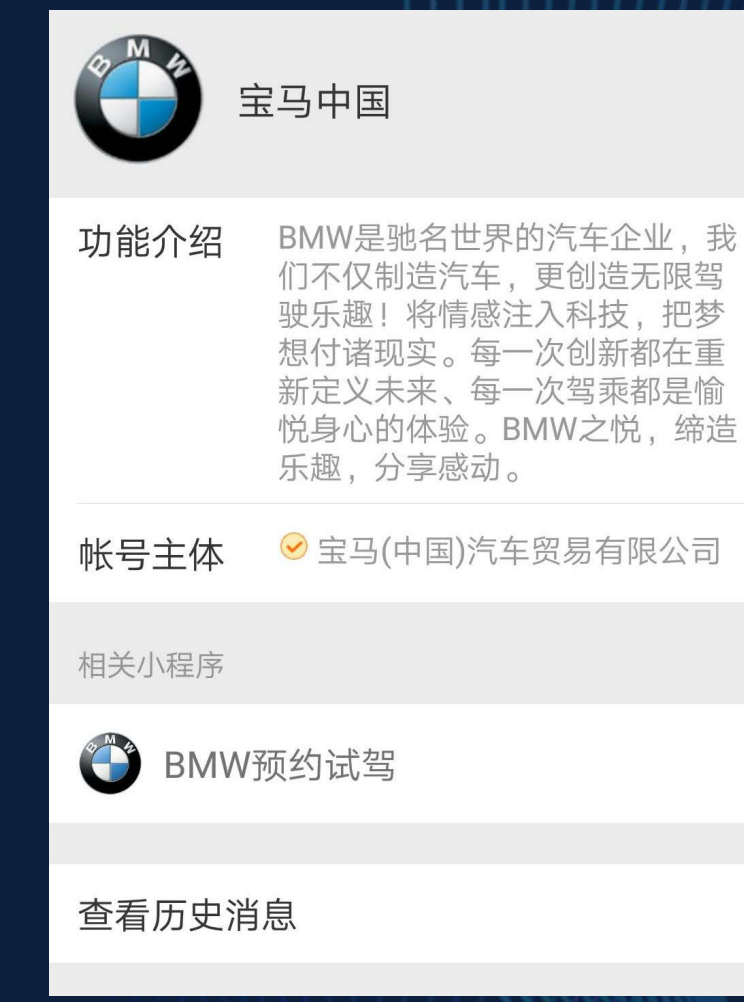 BMW
宝马中国
功能介绍
BMW是驰名世界的汽车企业，我
们不仅制造汽车，更创造无限驾
驶乐趣！将情感注入科技，把梦
想付诸现实。每一次创新都在重
新定义未来、每一次驾乘都是愉
悦身心的体验。BMW之悦，缔造
乐趣，分享感动。
帐号主体
宝马(中国)汽车贸易有限公司
相关小程序
BMW
BMW预约试驾
查看历史消息